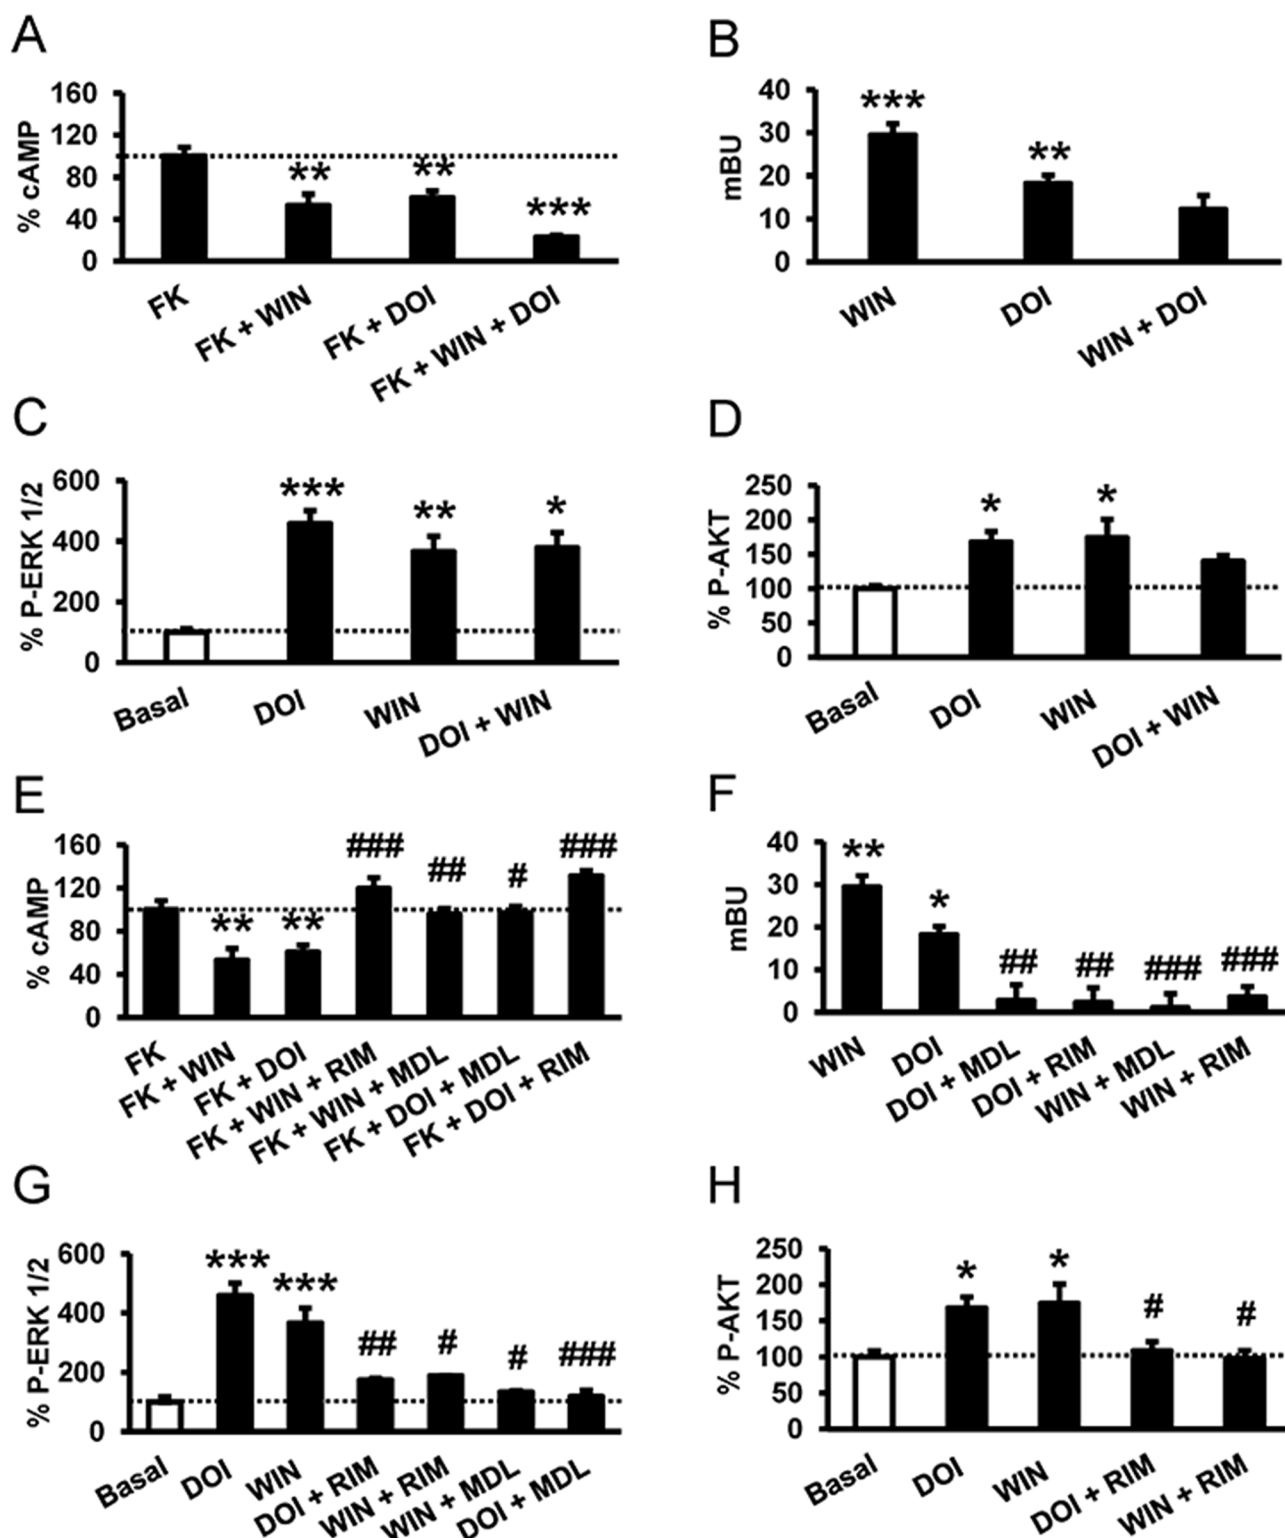 A
% cAMP
160
120
80
40
0
** ** ***
FK
FK + WIN
FK + DOI
FK + WIN + DOI
B
mBU
40
30
20
10
0
*** **
WIN
DOI
WIN + DOI
C
% P-ERK 1/2
600
400
200
0
*** ** *
Basal
DOI
WIN
DOI + WIN
D
% P-AKT
250
200
150
100
50
0
* *
Basal
DOI
WIN
DOI + WIN
E
% cAMP
160
120
80
40
0
** ** ### ## # ###
FK
FK + WIN
FK + DOI
FK + WIN + RIM
FK + WIN + MDL
FK + DOI + MDL
FK + DOI + RIM
F
mBU
40
30
20
10
0
** * ## ## ### ###
WIN
DOI
DOI + MDL
DOI + RIM
WIN + MDL
WIN + RIM
G
% P-ERK 1/2
600
400
200
0
*** *** ## # # ###
Basal
DOI
WIN
DOI + RIM
WIN + RIM
WIN + MDL
DOI + MDL
H
% P-AKT
250
200
150
100
50
0
* * # #
Basal
DOI
WIN
DOI + RIM
WIN + RIM